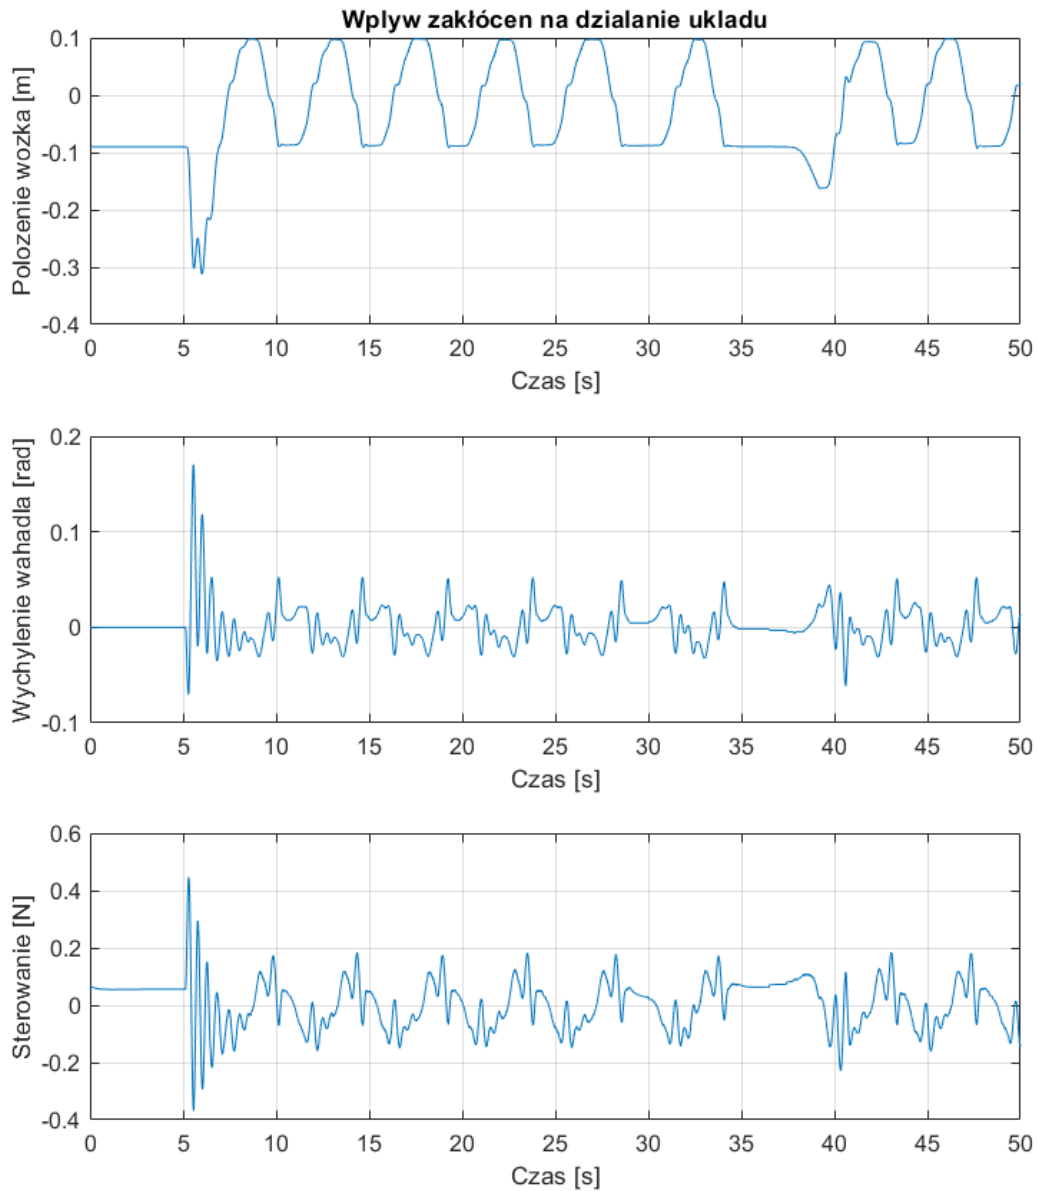 Wplyw zakłócen na dzialanie ukladu
Polozenie wozka [m]
0.1
0
-0.1
-0.2
-0.3
-0.4
0 5 10 15 20 25 30 35 40 45 50
Czas [s]
Wychylenie wahadla [rad]
0.2
0.1
0
-0.1
0 5 10 15 20 25 30 35 40 45 50
Czas [s]
Sterowanie [N]
0.6
0.4
0.2
0
-0.2
-0.4
0 5 10 15 20 25 30 35 40 45 50
Czas [s]